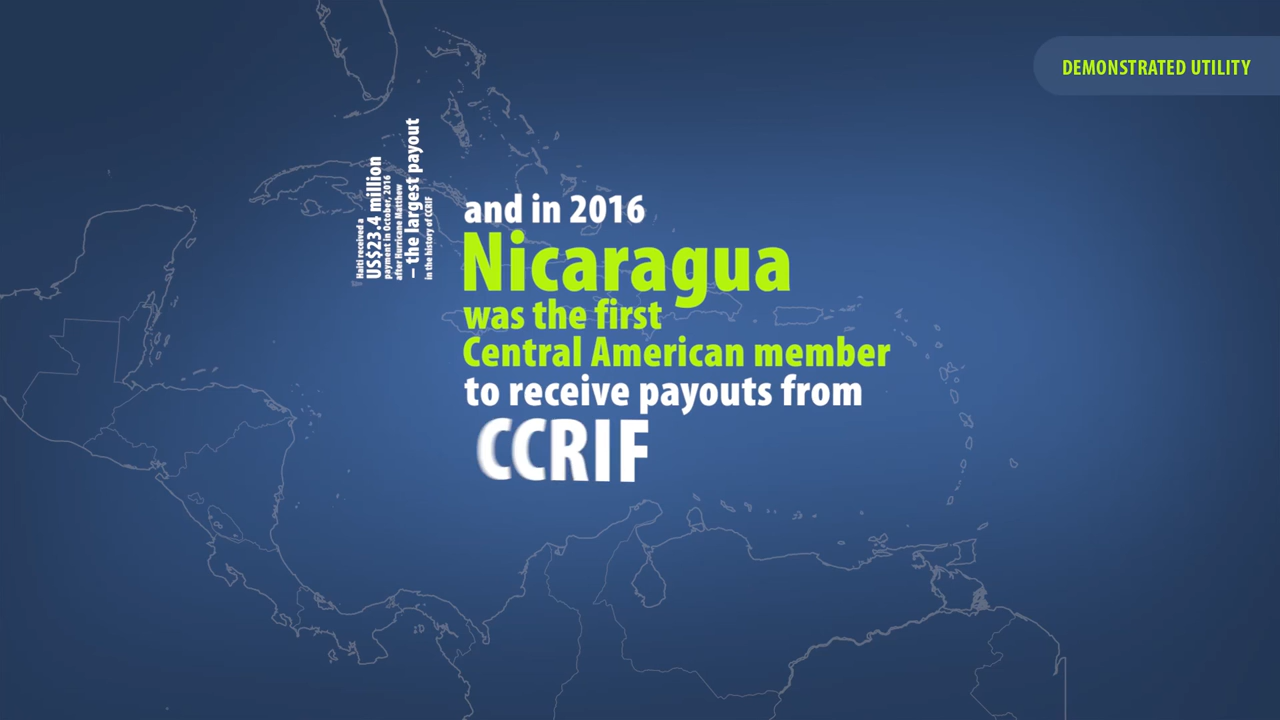 DEMONSTRATED UTILITY
Haiti received a
US$23.4 million
payment in October, 2016
after Hurricane Matthew
– the largest payout
in the history of CCRIF
and in 2016
Nicaragua
was the first
Central American member
to receive payouts from
CCRIF